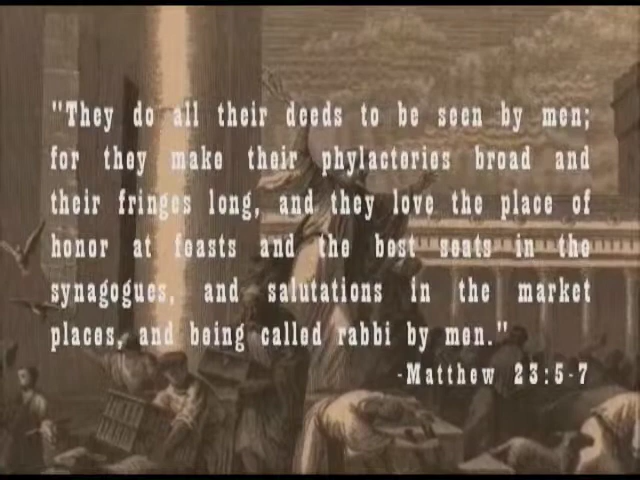 "They do all their deeds to be seen by men;
for they make their phylacteries broad and
their fringes long, and they love the place of
honor at feasts and the best seats in the
synagogues, and salutations in the market
places, and being called rabbi by men."
-Matthew 23:5-7